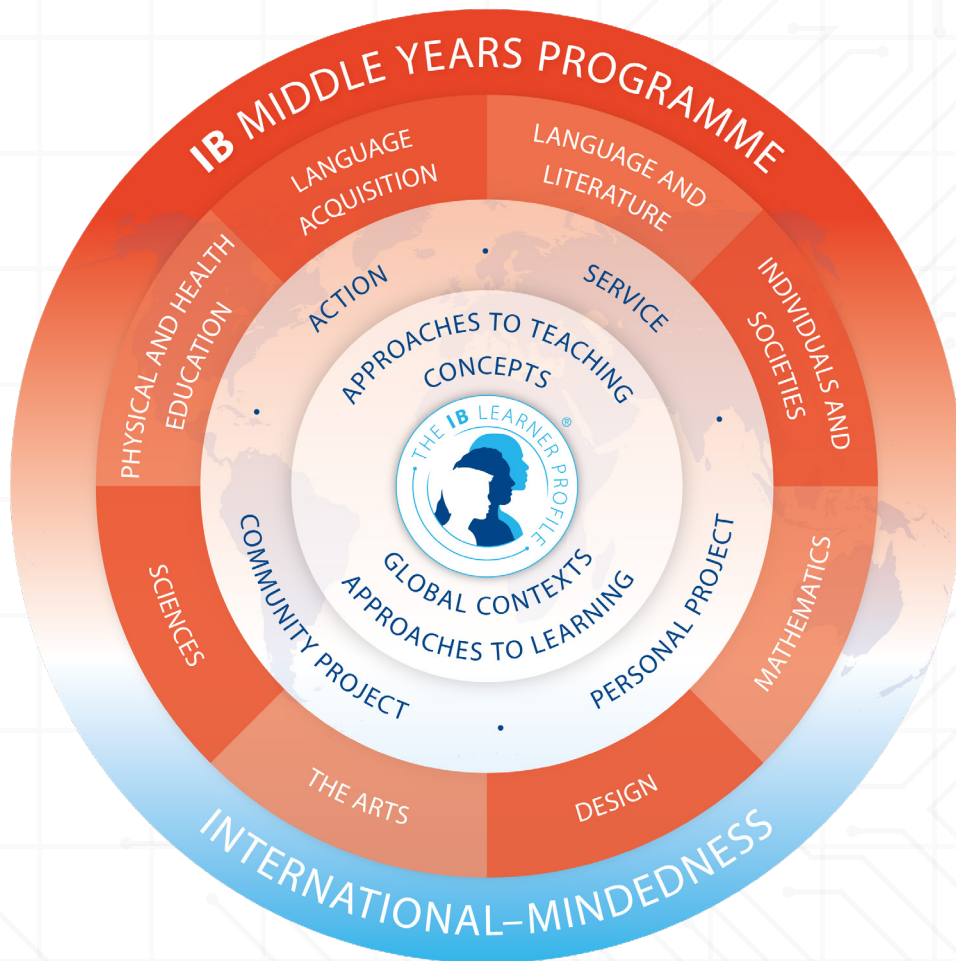 IB MIDDLE YEARS PROGRAMME
LANGUAGE
ACQUISITION
LANGUAGE AND
LITERATURE
INDIVIDUALS AND
SOCIETIES
MATHEMATICS
DESIGN
THE ARTS
SCIENCES
PHYSICAL AND HEALTH
EDUCATION
ACTION
•
SERVICE
•
PERSONAL PROJECT
•
COMMUNITY PROJECT
•
APPROACHES TO TEACHING
CONCEPTS
THE IB LEARNER PROFILE ®
GLOBAL CONTEXTS
APPROACHES TO LEARNING
INTERNATIONAL–MINDEDNESS